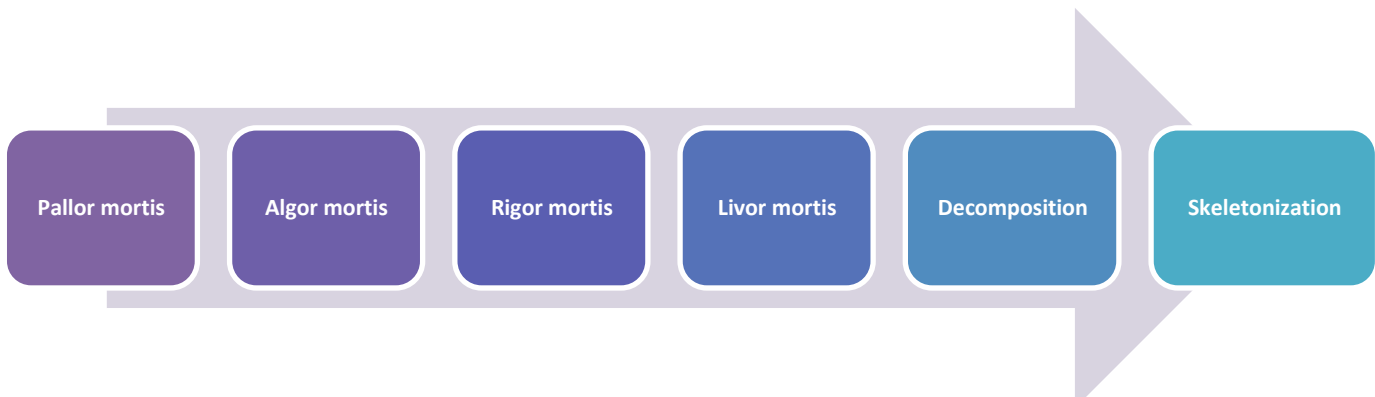 Pallor mortis
Algor mortis
Rigor mortis
Livor mortis
Decomposition
Skeletonization